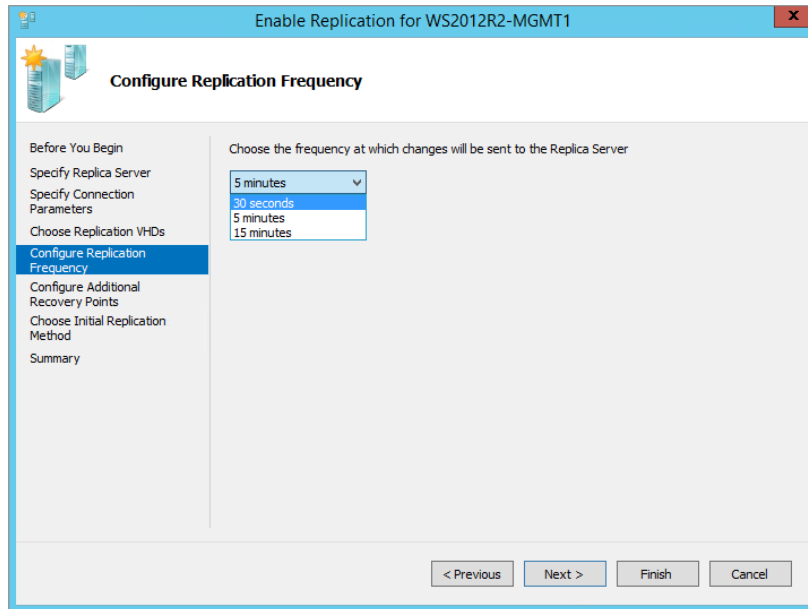 Enable Replication for WS2012R2-MGMT1
x
Configure Replication Frequency
Before You Begin
Specify Replica Server
Specify Connection
Parameters
Choose Replication VHDs
Configure Replication
Frequency
Configure Additional
Recovery Points
Choose Initial Replication
Method
Summary
Choose the frequency at which changes will be sent to the Replica Server
5 minutes
30 seconds
5 minutes
15 minutes
< Previous
Next >
Finish
Cancel